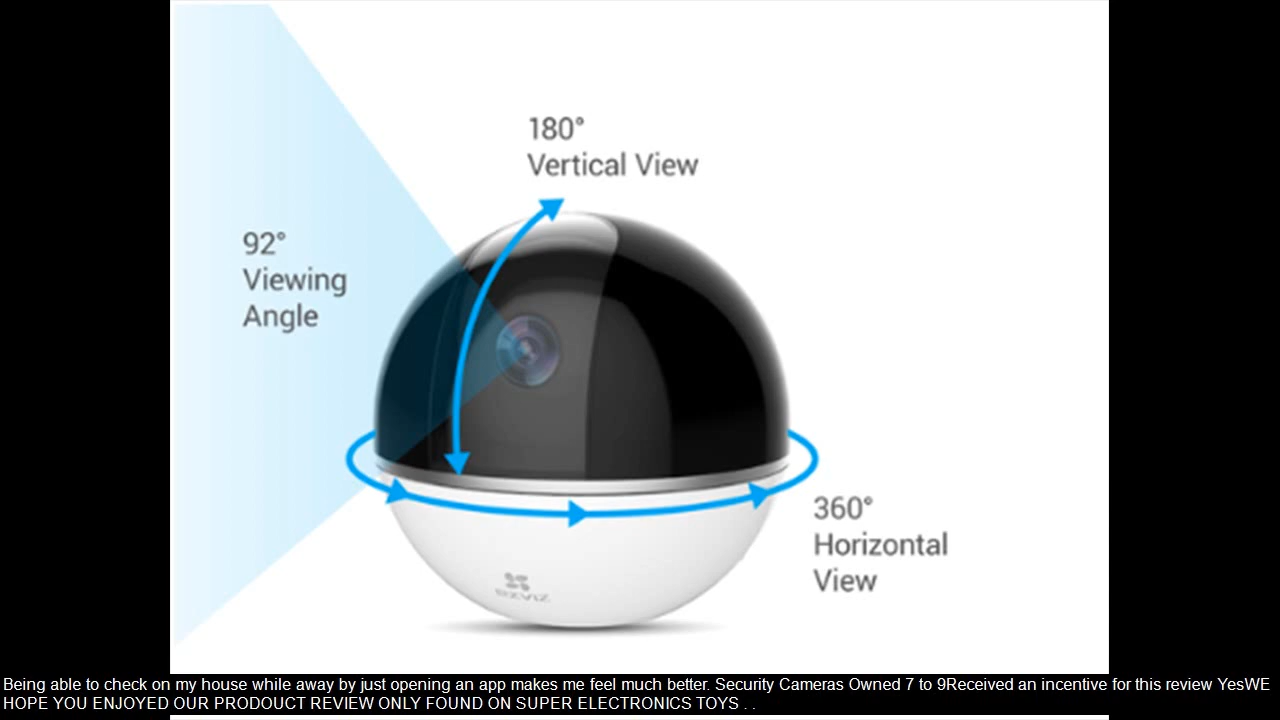 180°
Vertical View
92°
Viewing
Angle
360°
Horizontal
View
EZVIZ
Being able to check on my house while away by just opening an app makes me feel much better. Security Cameras Owned 7 to 9Received an incentive for this review YesWE
HOPE YOU ENJOYED OUR PRODOUCT REVIEW ONLY FOUND ON SUPER ELECTRONICS TOYS . .